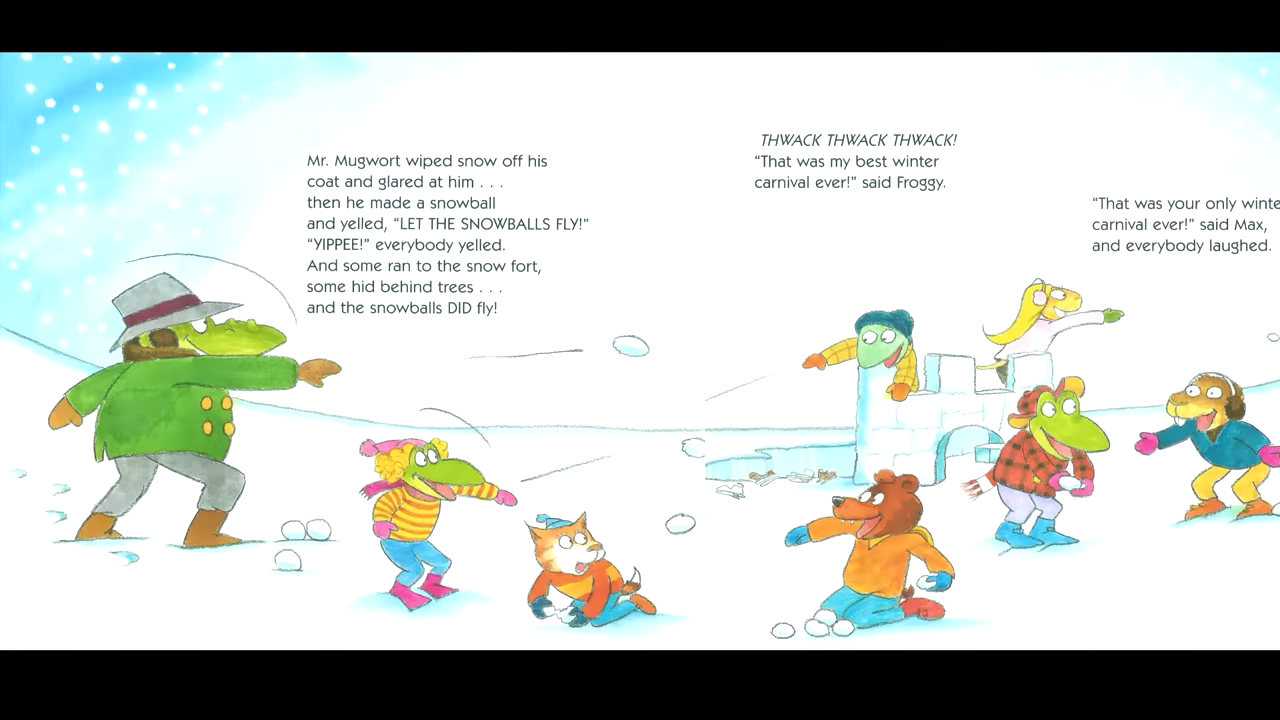 Mr. Mugwort wiped snow off his
coat and glared at him . . .
then he made a snowball
and yelled, “LET THE SNOWBALLS FLY!”
“YIPPEE!” everybody yelled.
And some ran to the snow fort,
some hid behind trees . . .
and the snowballs DID fly!
THWACK THWACK THWACK!
“That was my best winter
carnival ever!” said Froggy.
“That was your only winte
carnival ever!” said Max,
and everybody laughed.